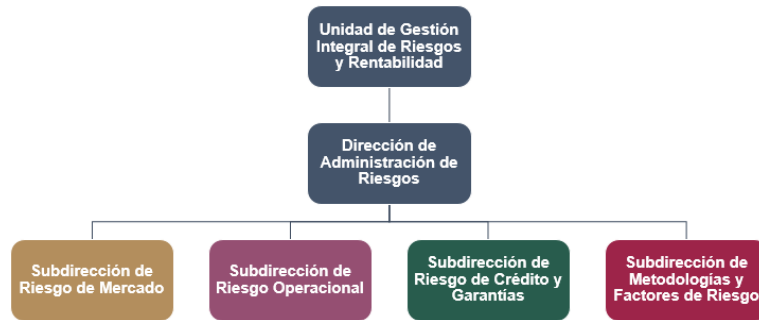 Unidad de Gestión
Integral de Riesgos
y Rentabilidad
Dirección de
Administración de
Riesgos
Subdirección de
Riesgo de Mercado
Subdirección de
Riesgo Operacional
Subdirección de
Riesgo de Crédito y
Garantías
Subdirección de
Metodologías y
Factores de Riesgo